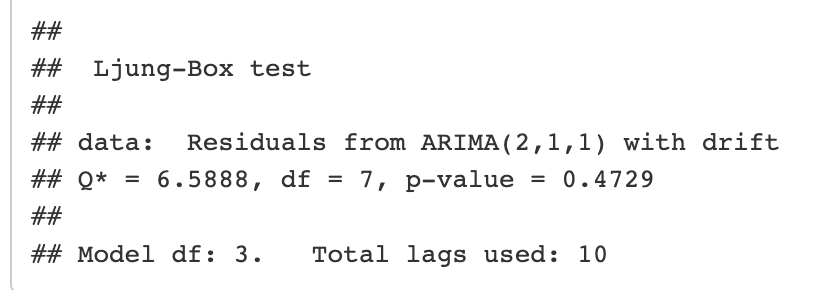 ##
##  Ljung-Box test
##
## data:  Residuals from ARIMA(2,1,1) with drift
## Q* = 6.5888, df = 7, p-value = 0.4729
##
## Model df: 3.   Total lags used: 10